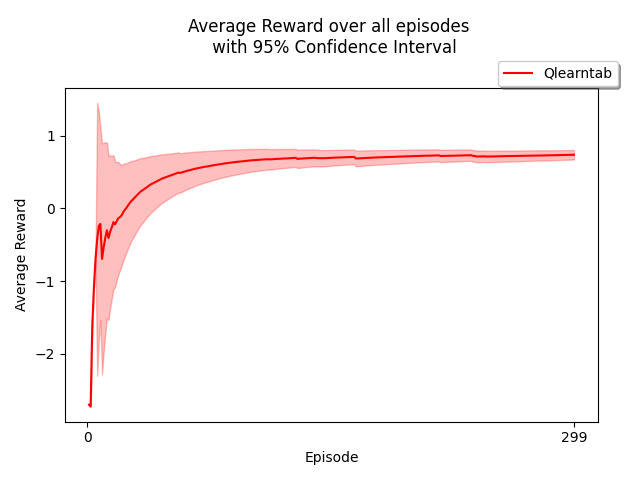 Average Reward over all episodes
with 95% Confidence Interval
Qlearntab
Average Reward
1
0
−1
−2
0
299
Episode